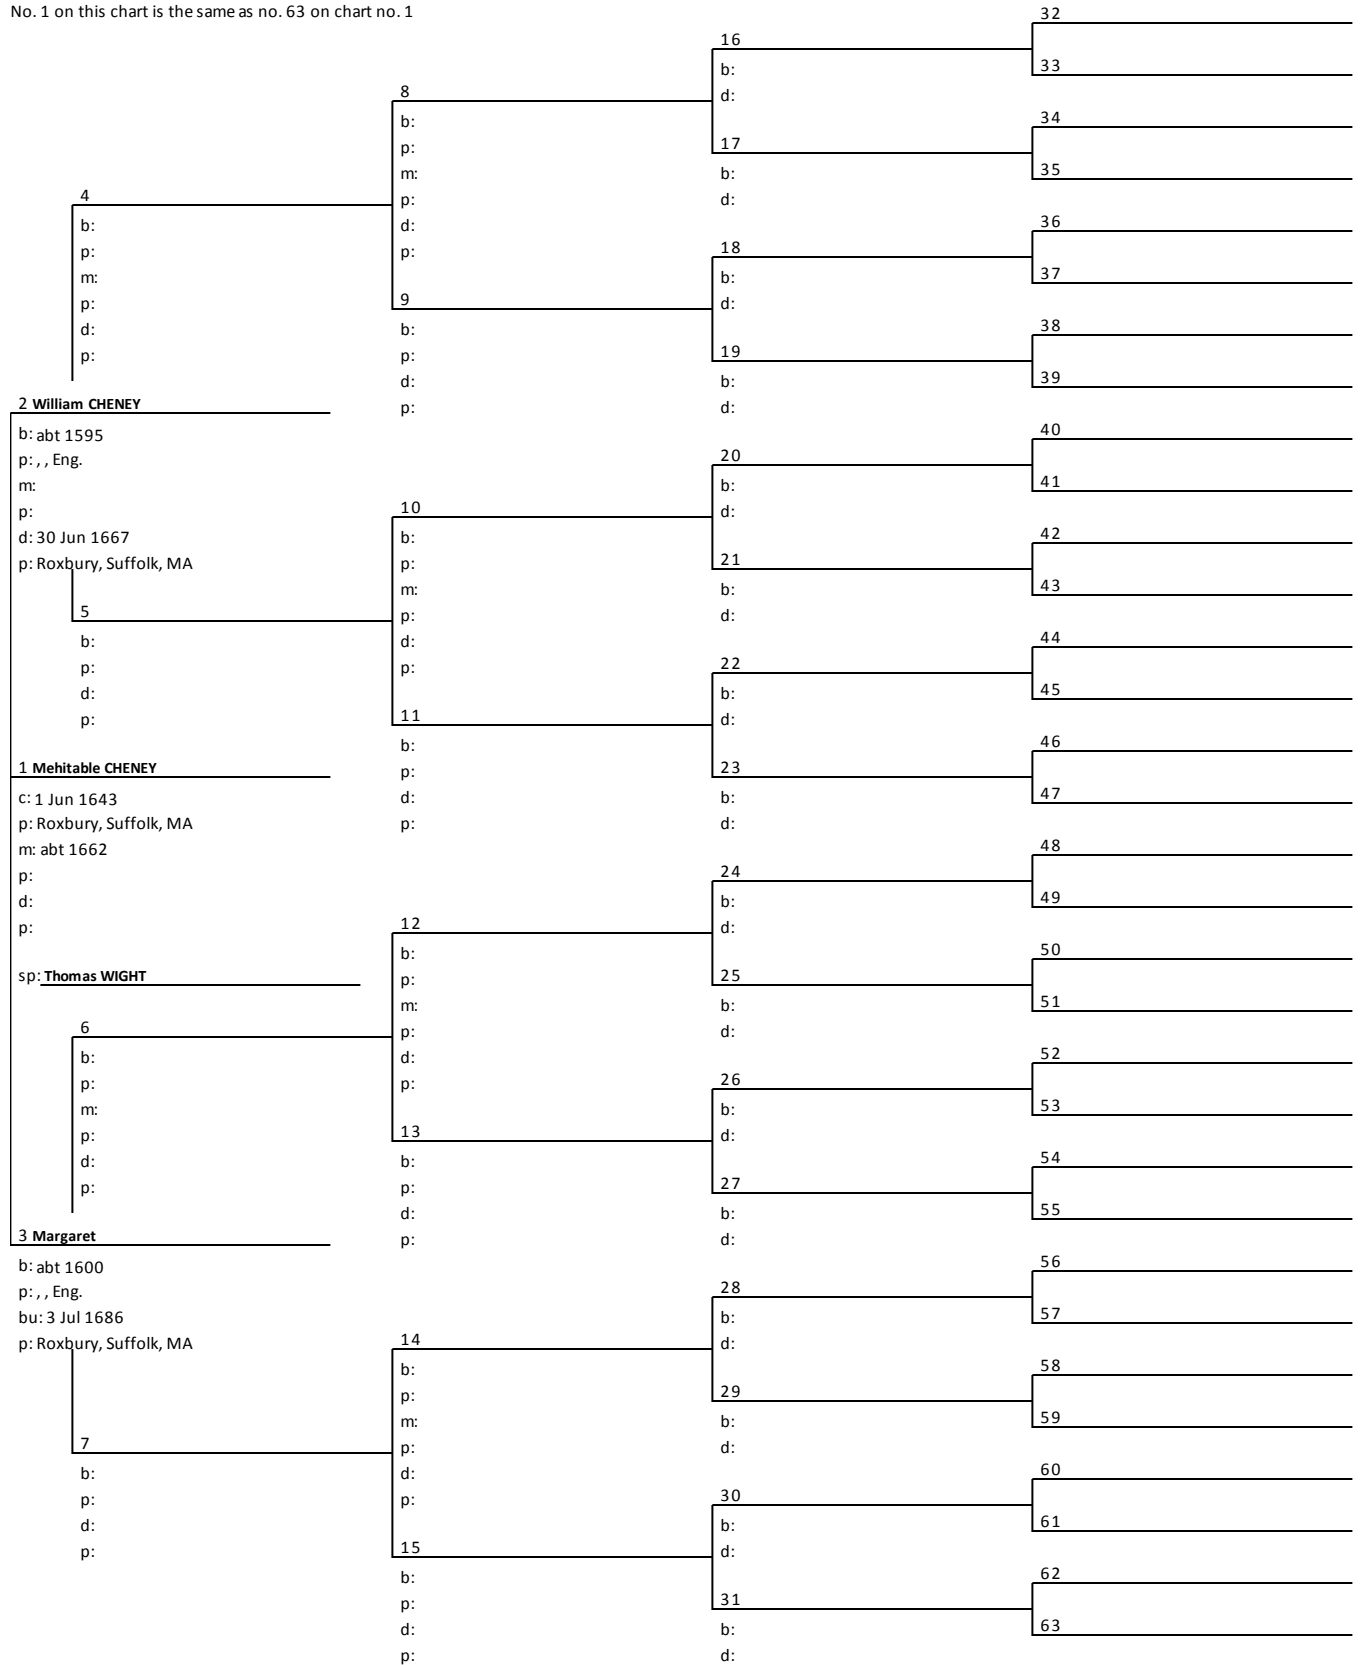 No. 1 on this chart is the same as no. 63 on chart no. 1
2 William CHENEY
b: abt 1595
p: , , Eng.
m:
p:
d: 30 Jun 1667
p: Roxbury, Suffolk, MA
1 Mehitable CHENEY
c: 1 Jun 1643
p: Roxbury, Suffolk, MA
m: abt 1662
p:
d:
p:
sp: Thomas WIGHT
3 Margaret
b: abt 1600
p: , , Eng.
bu: 3 Jul 1686
p: Roxbury, Suffolk, MA
4
b:
p:
m:
p:
d:
p:
5
b:
p:
d:
p:
6
b:
p:
m:
p:
d:
p:
7
b:
p:
d:
p:
8
b:
p:
m:
p:
d:
p:
9
b:
p:
d:
p:
10
b:
p:
m:
p:
d:
p:
11
b:
p:
d:
p:
12
b:
p:
m:
p:
d:
p:
13
b:
p:
d:
p:
14
b:
p:
m:
p:
d:
p:
15
b:
p:
d:
p:
16
b:
d:
17
b:
d:
18
b:
d:
19
b:
d:
20
b:
d:
21
b:
d:
22
b:
d:
23
b:
d:
24
b:
d:
25
b:
d:
26
b:
d:
27
b:
d:
28
b:
d:
29
b:
d:
30
b:
d:
31
b:
d:
32
33
34
35
36
37
38
39
40
41
42
43
44
45
46
47
48
49
50
51
52
53
54
55
56
57
58
59
60
61
62
63